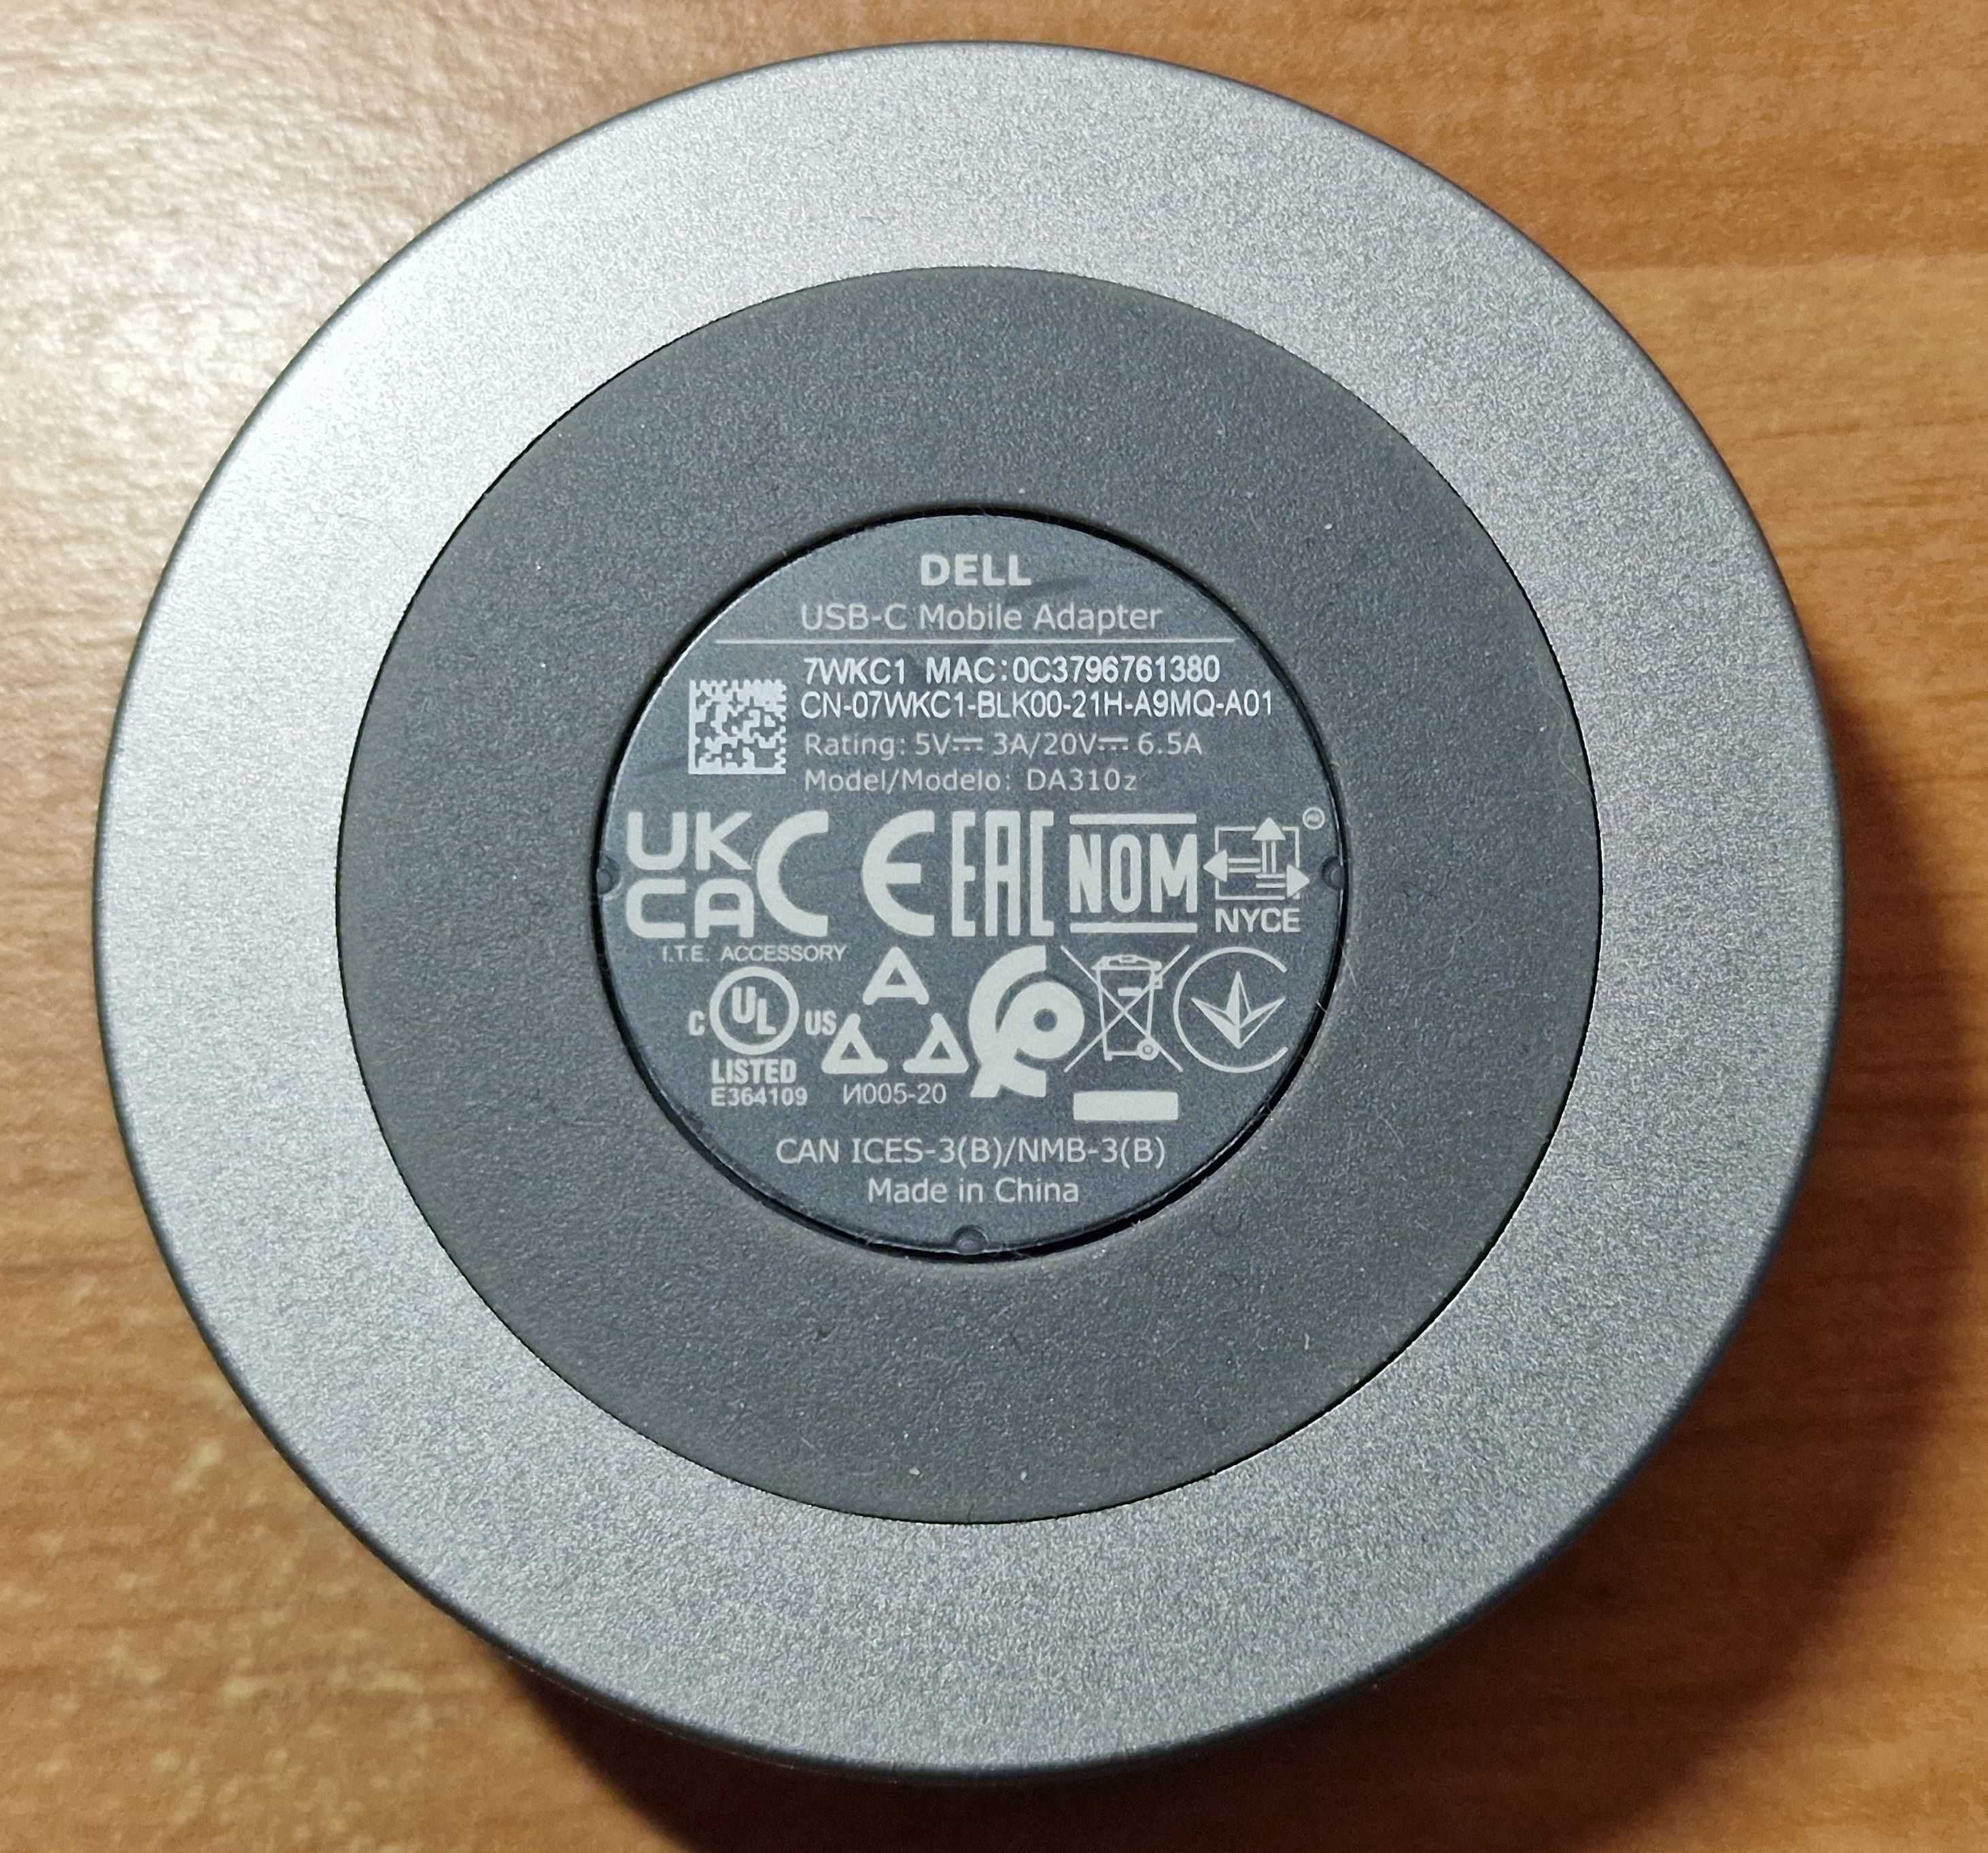 DELL
USB-C Mobile Adapter
7WKC1 MAC:0C3796761380
CN-07WKC1-BLK00-21H-A9MQ-A01
Rating: 5V⎓ 3A/20V⎓ 6.5A
Model/Modelo: DA310z
UK
CA CE EAC NOM
NYCE
I.T.E. ACCESSORY
C UL US
LISTED
E364109 И005-20
CAN ICES-3(B)/NMB-3(B)
Made in China